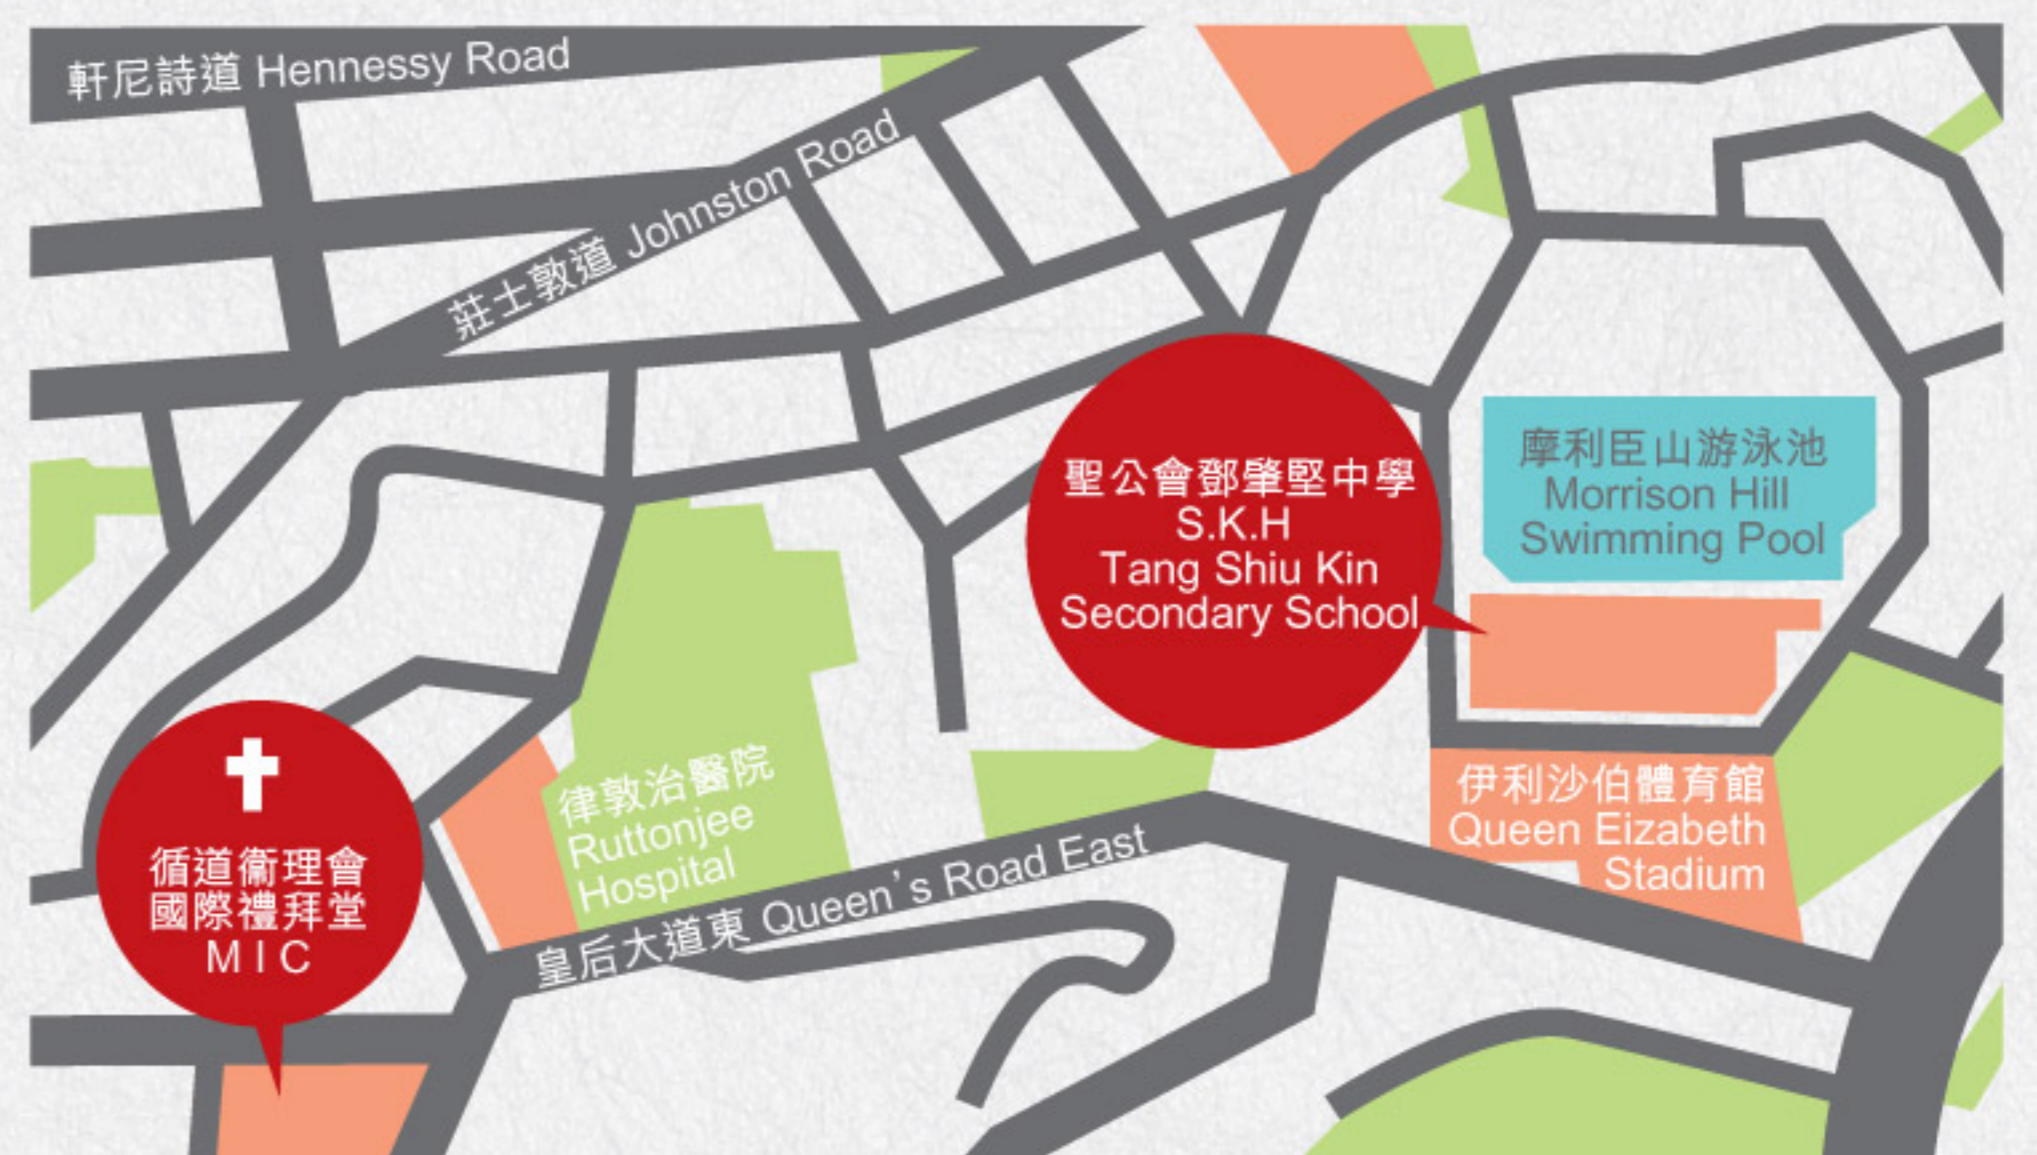 軒尼詩道 Hennessy Road
莊士敦道 Johnston Road
聖公會鄧肇堅中學
S.K.H
Tang Shiu Kin
Secondary School
摩利臣山游泳池
Morrison Hill
Swimming Pool
律敦治醫院
Ruttonjee
Hospital
伊利沙伯體育館
Queen Eizabeth
Stadium
皇后大道東 Queen's Road East
循道衞理會
國際禮拜堂
M I C